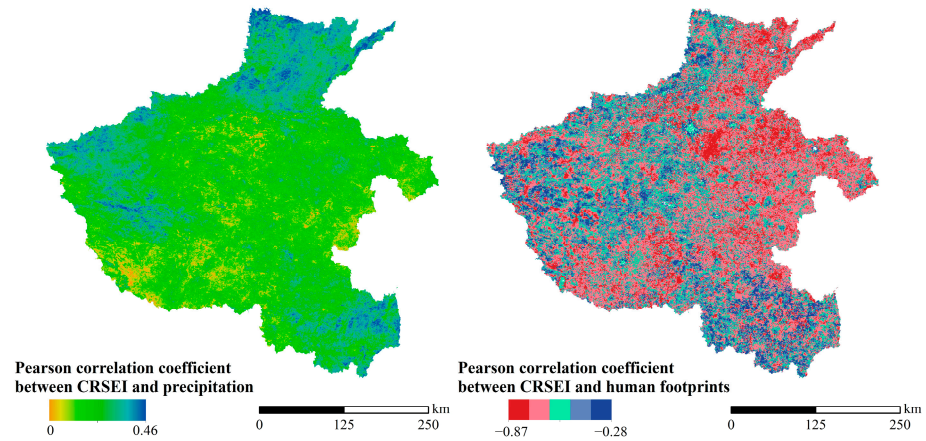 Pearson correlation coefficient
between CRSEI and precipitation
0 0.46
km
0 125 250
Pearson correlation coefficient
between CRSEI and human footprints
−0.87 −0.28
km
0 125 250